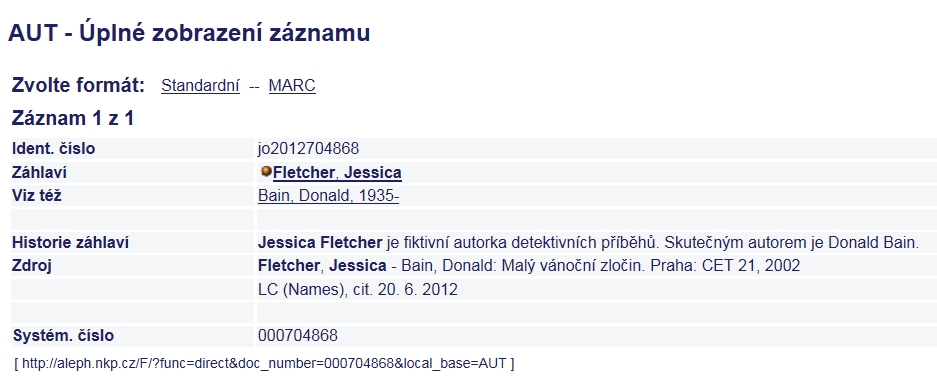 AUT - Úplné zobrazení záznamu
Zvolte formát: Standardní -- MARC
Záznam 1 z 1
Ident. číslo jo2012704868
Záhlaví Fletcher, Jessica
Viz též Bain, Donald, 1935-
Historie záhlaví Jessica Fletcher je fiktivní autorka detektivních příběhů. Skutečným autorem je Donald Bain.
Zdroj Fletcher, Jessica - Bain, Donald: Malý vánoční zločin. Praha: CET 21, 2002
LC (Names), cit. 20. 6. 2012
Systém. číslo 000704868
[ http://aleph.nkp.cz/F/?func=direct&doc_number=000704868&local_base=AUT ]